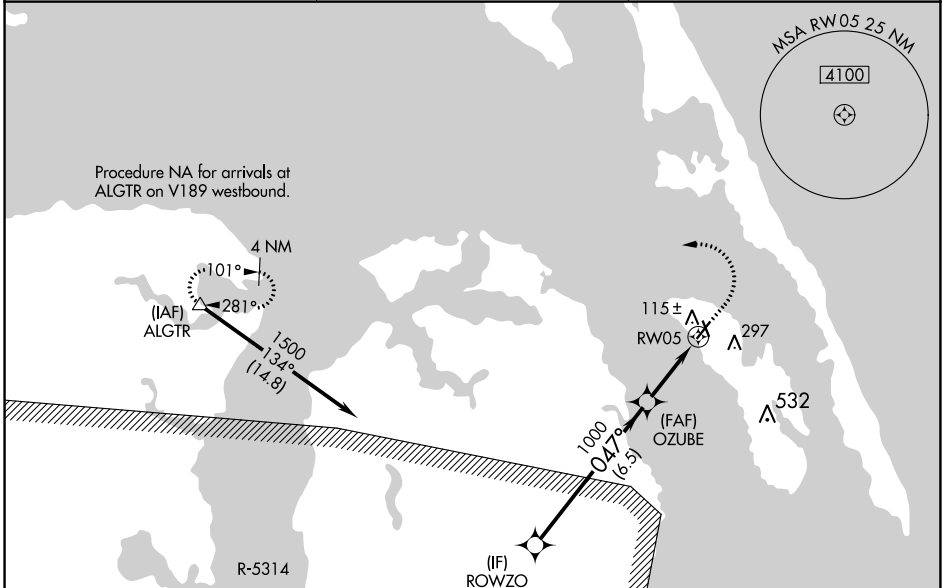 MSA RW05 25 NM
4100
Procedure NA for arrivals at
ALGTR on V189 westbound.
4 NM
101°
281°
(IAF)
ALGTR
1500
134°
(14.8)
115±
RW05
297
532
(FAF)
OZUBE
1000
047°
(6.5)
(IF)
ROWZO
R-5314